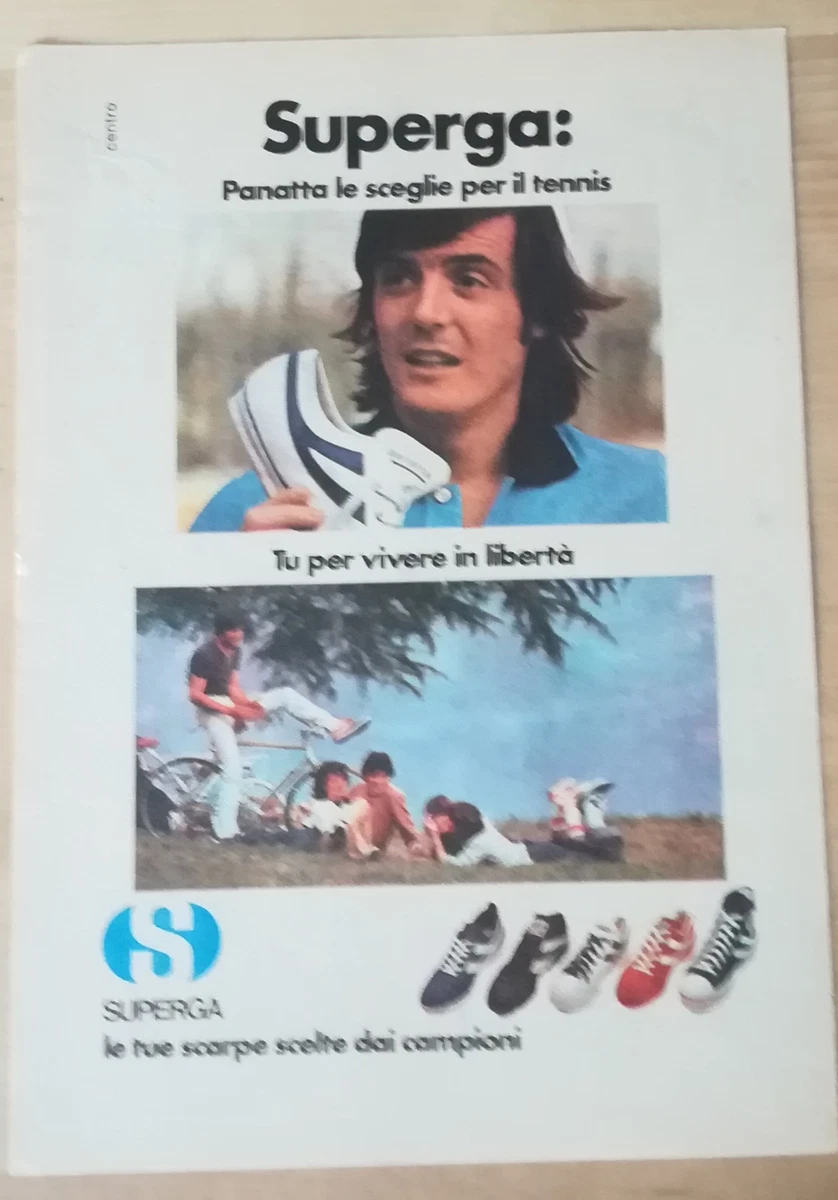 centro
Superga:
Panatta le sceglie per il tennis
Tu per vivere in libertà
S
SUPERGA
le tue scarpe scelte dai campioni